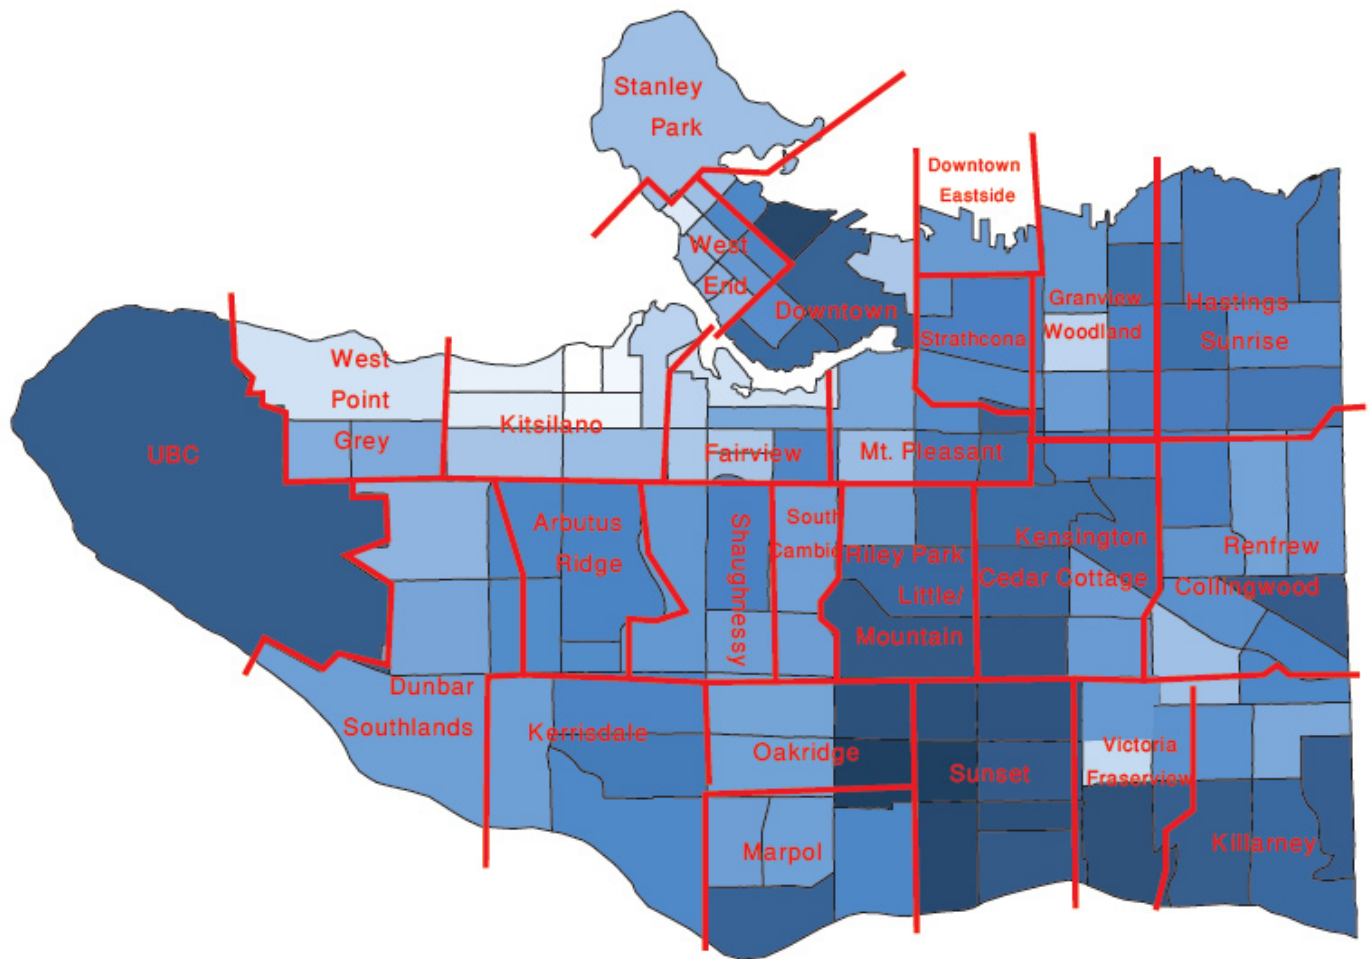 Stanley
Park
Downtown
Eastside
West
End
Downtown
Strathcona
Granview
Woodland
Hastings
Sunrise
West
Point
Grey
Kitsilano
UBC
Fairview
Mt. Pleasant
Arbutus
Ridge
Shaughnessy
South
Cambie
Riley Park
Little/
Mountain
Kensington
Cedar Cottage
Renfrew
Collingwood
Dunbar
Southlands
Kerrisdale
Oakridge
Sunset
Victoria
Fraserview
Marpol
Killarney